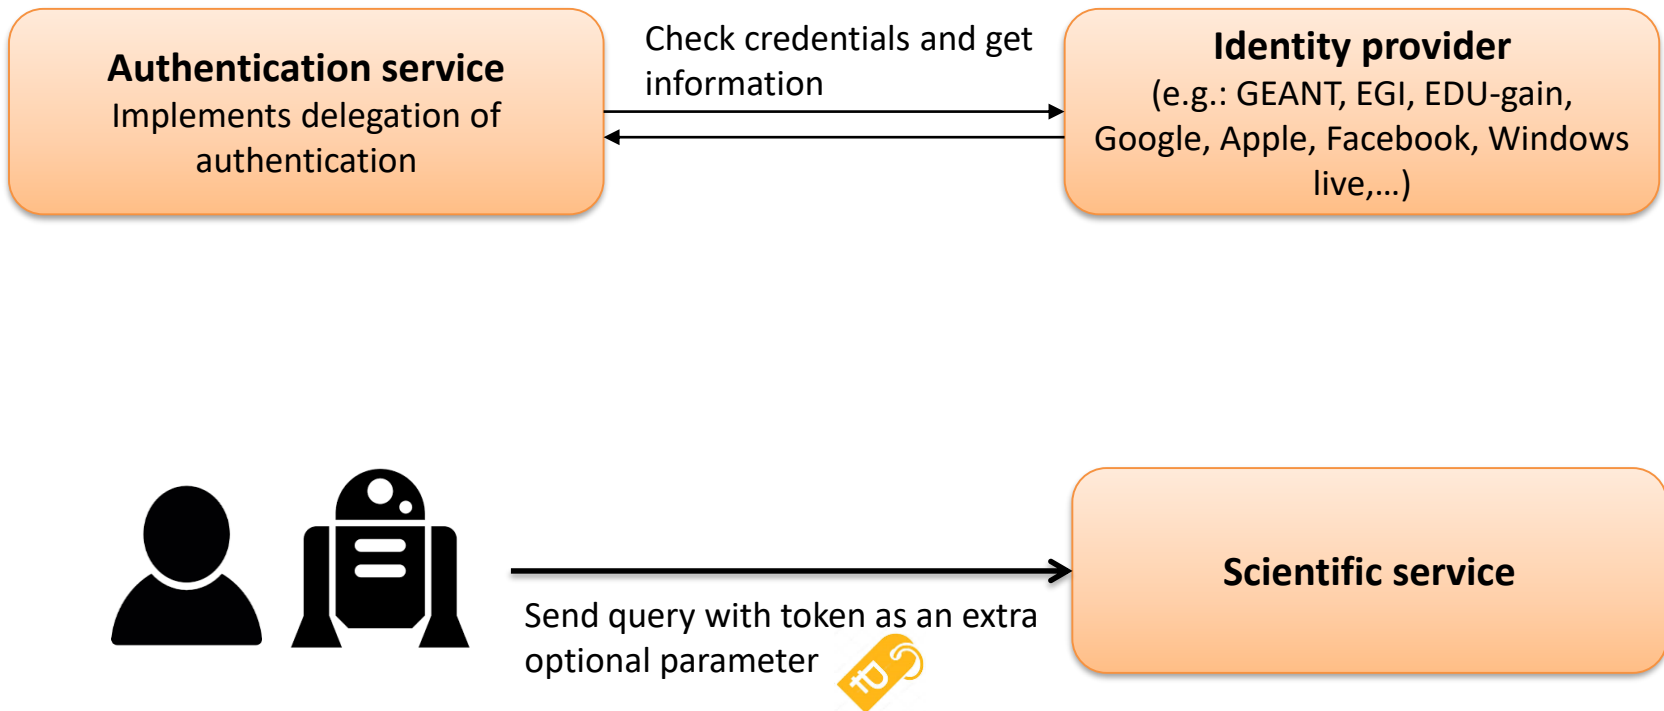 Authentication service
Implements delegation of
authentication
Check credentials and get
information
Identity provider
(e.g.: GEANT, EGI, EDU-gain,
Google, Apple, Facebook, Windows
live,...)
Send query with token as an extra
optional parameter
ID
Scientific service